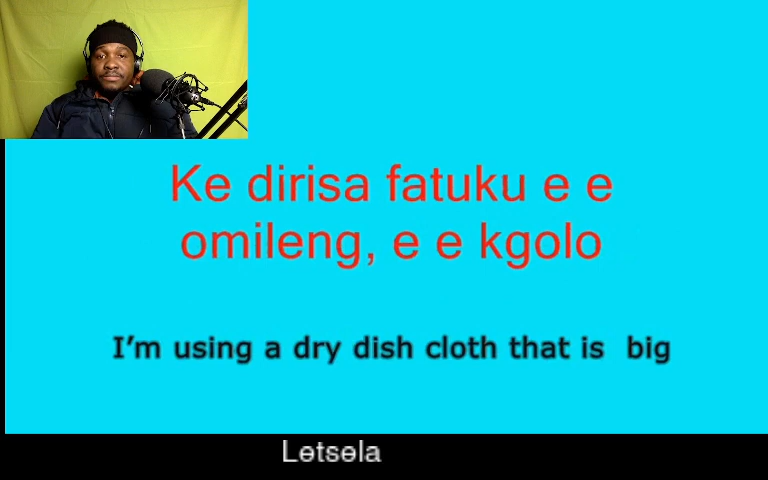 Ke dirisa fatuku e e
omileng, e e kgolo
I'm using a dry dish cloth that is  big
Letsela